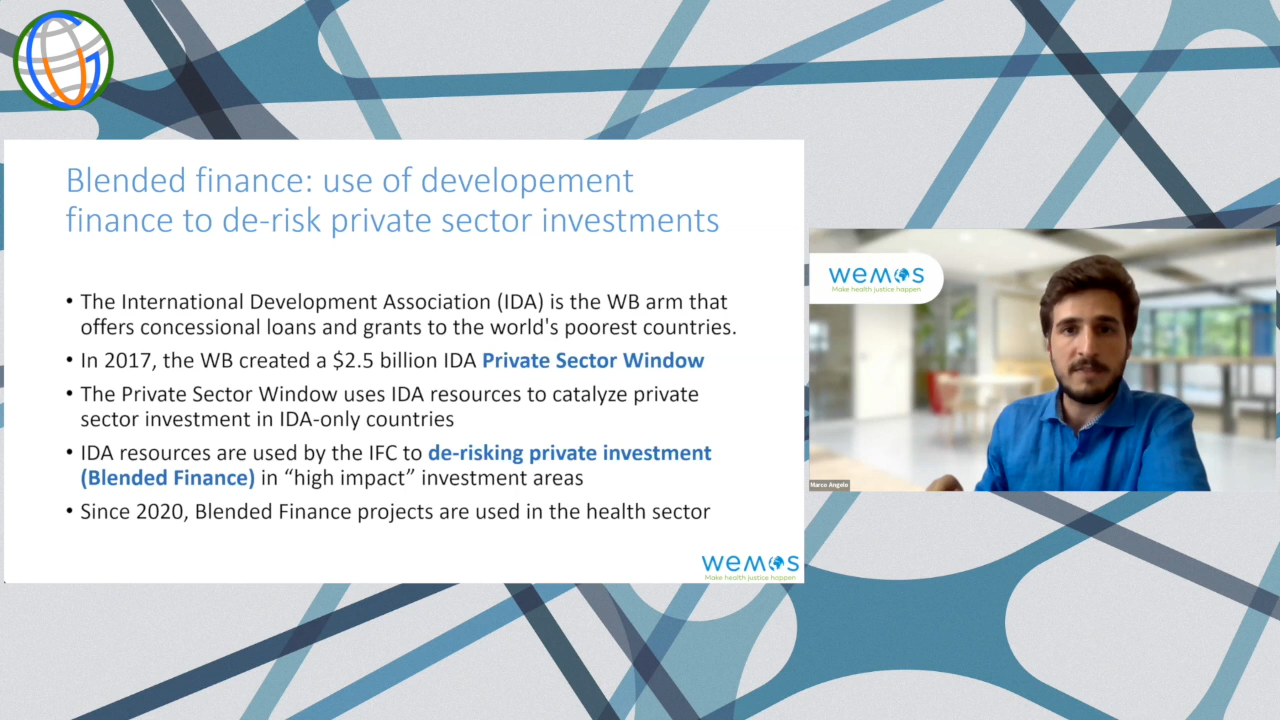 Blended finance: use of developement
finance to de-risk private sector investments
• The International Development Association (IDA) is the WB arm that
offers concessional loans and grants to the world's poorest countries.
• In 2017, the WB created a $2.5 billion IDA Private Sector Window
• The Private Sector Window uses IDA resources to catalyze private
sector investment in IDA-only countries
• IDA resources are used by the IFC to de-risking private investment
(Blended Finance) in “high impact” investment areas
• Since 2020, Blended Finance projects are used in the health sector
wemos
Make health justice happen
wemos
Make health justice happen
Marco Angelo